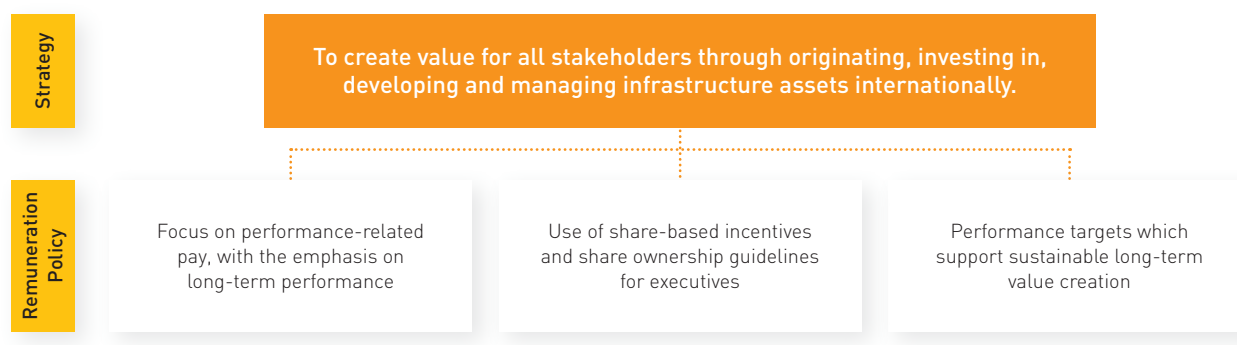 Strategy
To create value for all stakeholders through originating, investing in,
developing and managing infrastructure assets internationally.
Remuneration
Policy
Focus on performance-related
pay, with the emphasis on
long-term performance
Use of share-based incentives
and share ownership guidelines
for executives
Performance targets which
support sustainable long-term
value creation